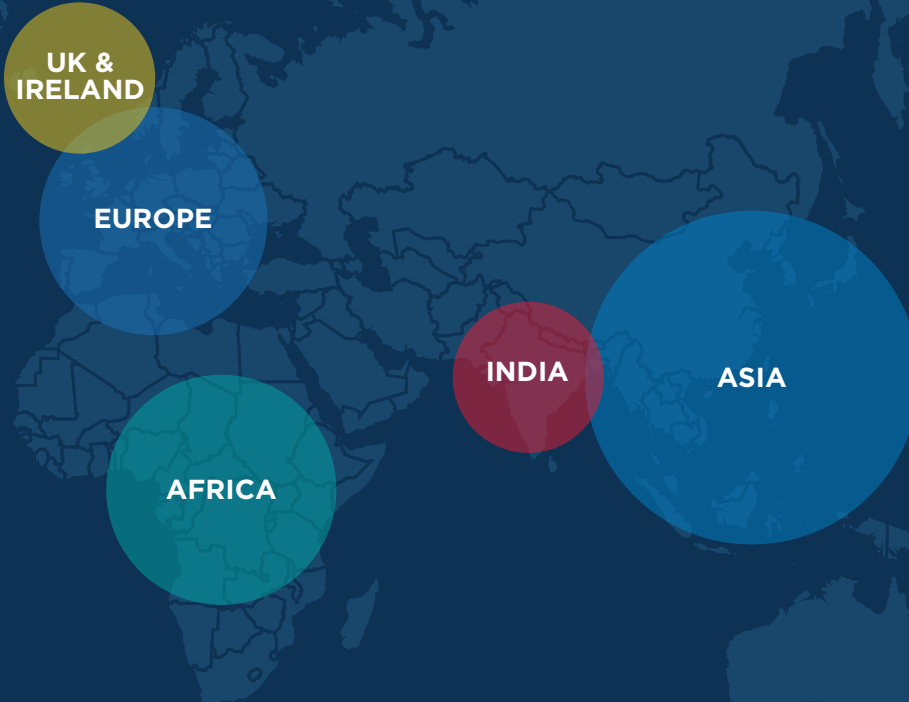 UK &
IRELAND
EUROPE
INDIA
ASIA
AFRICA